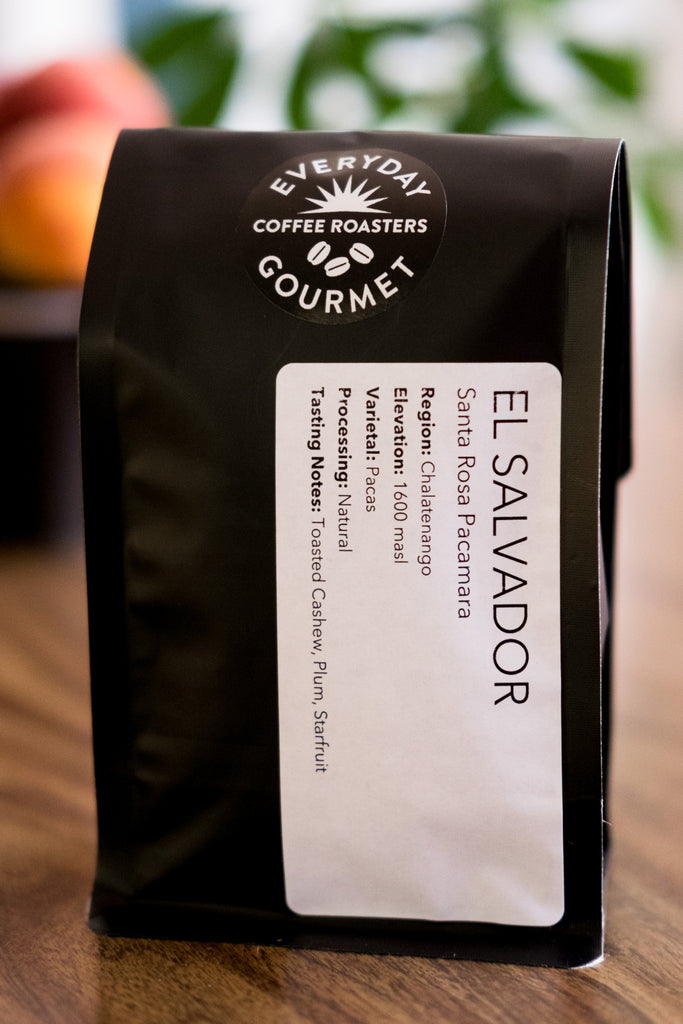 EVERYDAY
COFFEE ROASTERS
GOURMET
EL SALVADOR
Santa Rosa Pacamara
Region: Chalatenango
Elevation: 1600 masl
Varietal: Pacas
Processing: Natural
Tasting Notes: Toasted Cashew, Plum, Starfruit